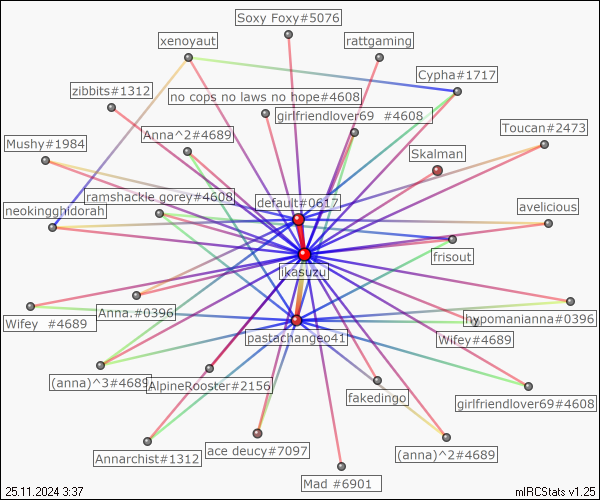 Soxy Foxy#5076
xenoyaut
rattgaming
Cypha#1717
zibbits#1312
no cops no laws no hope#4608
girlfriendlover69 #4608
Toucan#2473
Anna^2#4689
Mushy#1984
Skalman
ramshackle gorey#4608
default#0617
neokingghidorah
avelicious
frisout
ikasuzu
Anna.#0396
hypomanianna#0396
Wifey #4689
pastachangeo41
Wifey#4689
(anna)^3#4689
AlpineRooster#2156
fakedingo
girlfriendlover69#4608
Annarchist#1312
ace deucy#7097
(anna)^2#4689
Mad #6901
25.11.2024 3:37
mIRCStats v1.25